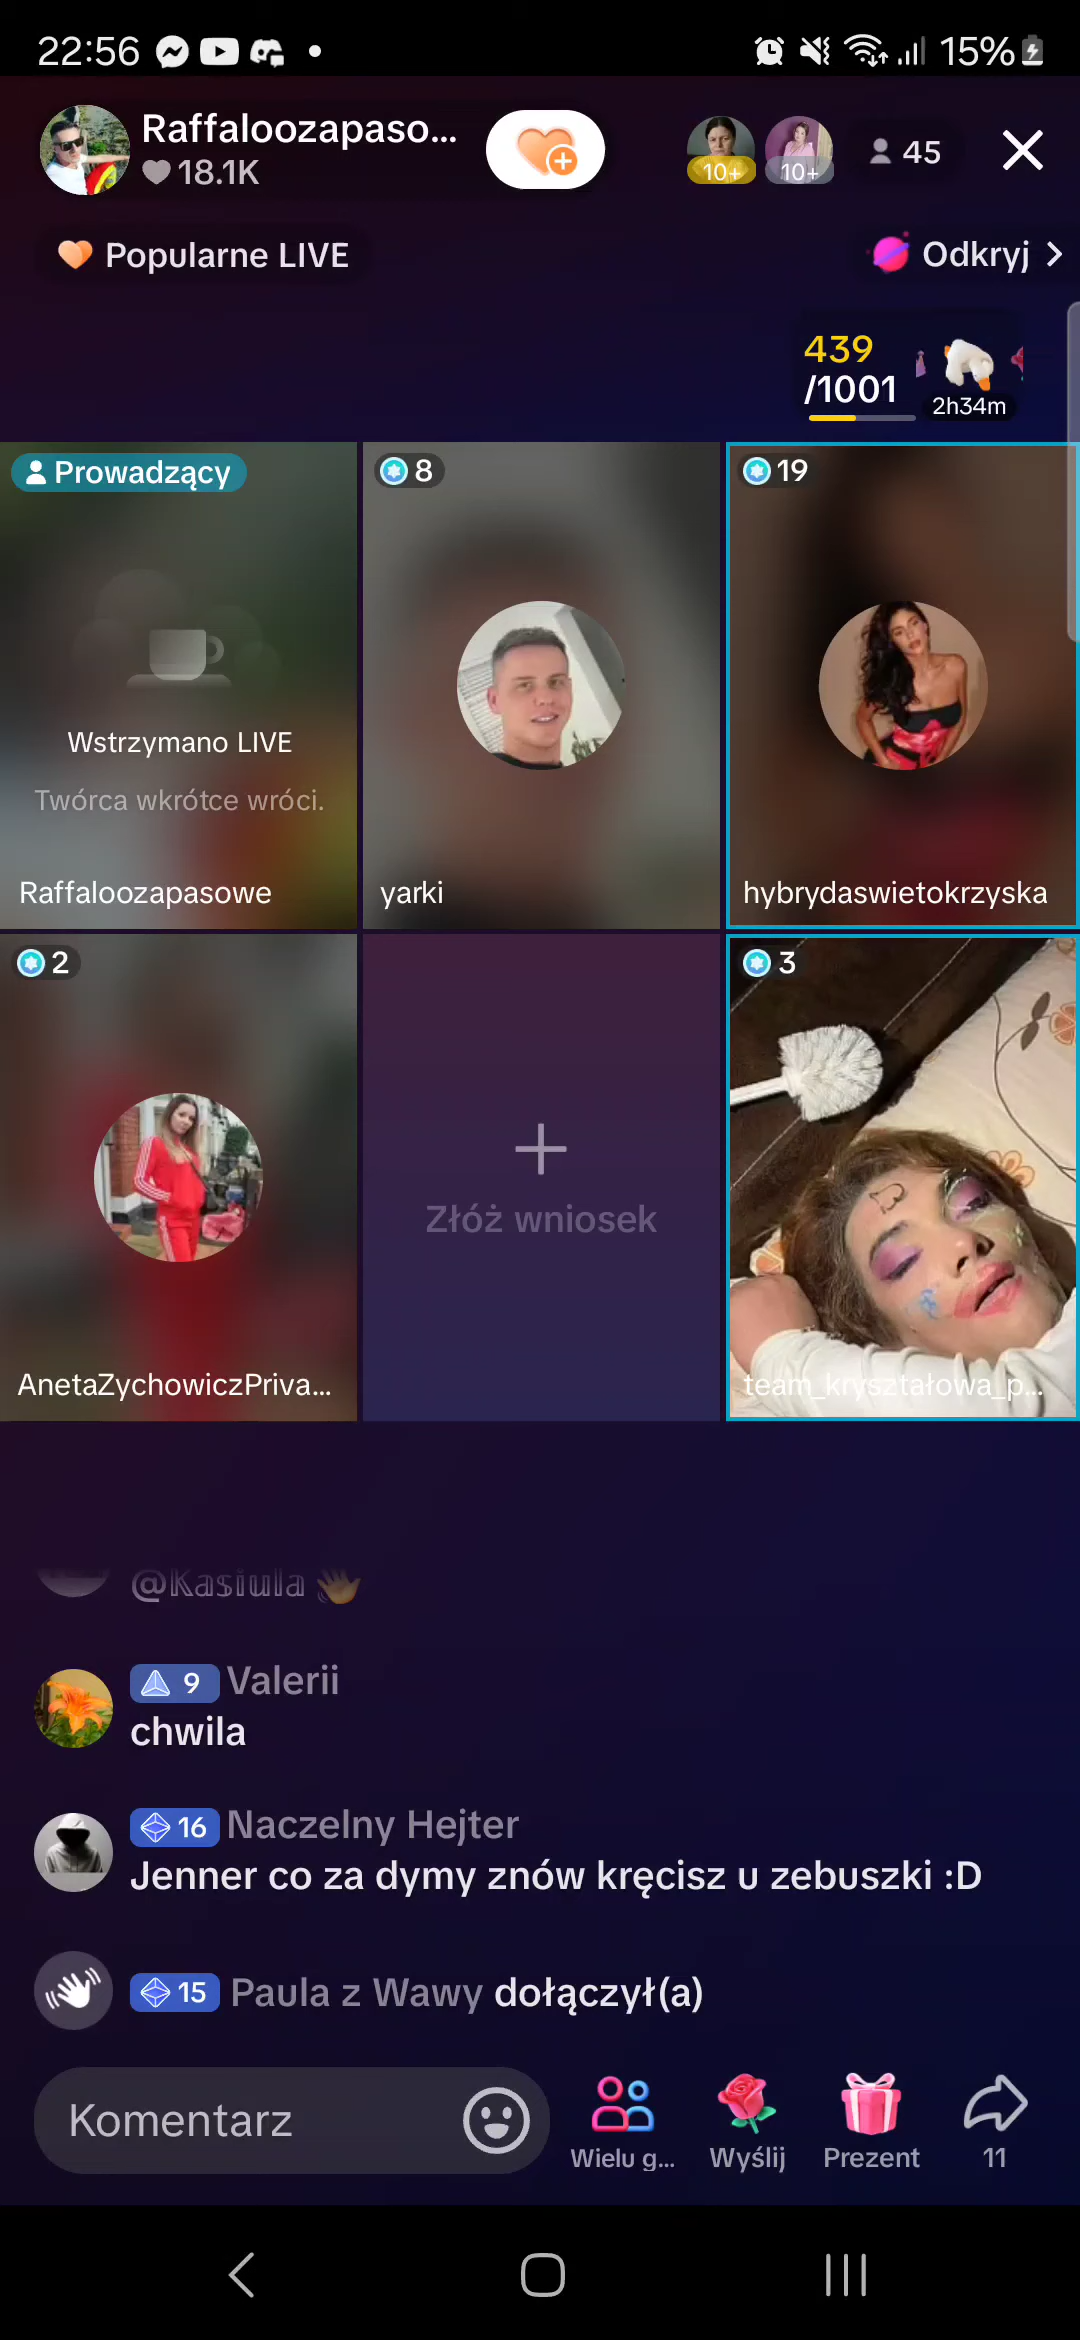 22:56
15%
Raffaloozapaso...
18.1K
10+
10+
45
Popularne LIVE
Odkryj
439
/1001
2h34m
Prowadzący
8
19
Wstrzymano LIVE
Twórca wkrótce wróci.
Raffaloozapasowe
yarki
hybrydaswietokrzyska
2
3
Złóż wniosek
AnetaZychowiczPriva...
team_kryształowa_p...
@Kasiula 👋
9 Valerii
chwila
16 Naczelny Hejter
Jenner co za dymy znów kręcisz u zebuszki :D
15 Paula z Wawy dołączył(a)
Komentarz
Wielu g...
Wyślij
Prezent
11